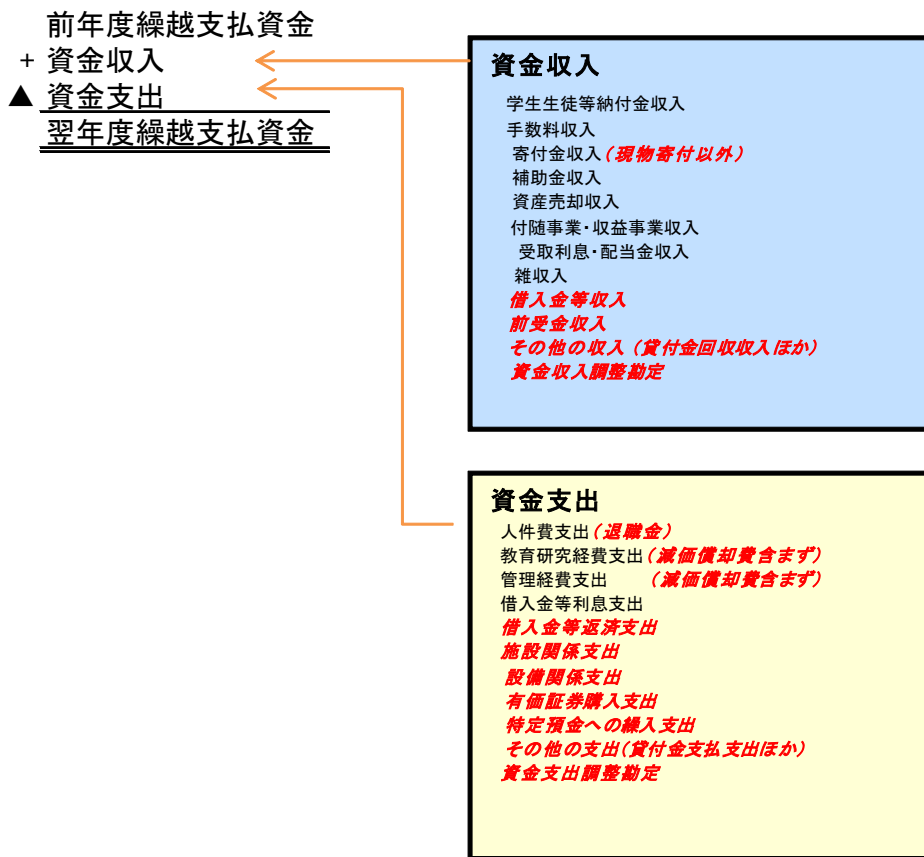 前年度繰越支払資金
+ 資金収入
▲ 資金支出
翌年度繰越支払資金
資金収入
学生生徒等納付金収入
手数料収入
寄付金収入（現物寄付以外）
補助金収入
資産売却収入
付随事業・収益事業収入
受取利息・配当金収入
雑収入
借入金等収入
前受金収入
その他の収入（貸付金回収収入ほか）
資金収入調整勘定
資金支出
人件費支出（退職金）
教育研究経費支出（減価償却費含まず）
管理経費支出　（減価償却費含まず）
借入金等利息支出
借入金等返済支出
施設関係支出
設備関係支出
有価証券購入支出
特定預金への繰入支出
その他の支出（貸付金支払支出ほか）
資金支出調整勘定